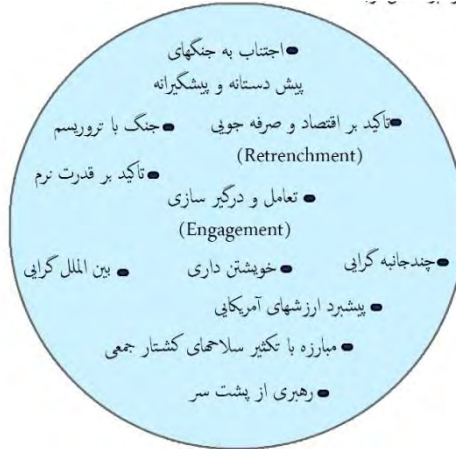 ● اجتناب به جنگهای
پیش دستانه و پیشگیرانه
● تاکید بر اقتصاد و صرفه جویی
(Retrenchment)
● جنگ با تروریسم
● تاکید بر قدرت نرم
● تعامل و درگیر سازی
(Engagement)
● چندجانبه گرایی
● خویشتن داری
● بین الملل گرایی
● پیشبرد ارزشهای آمریکایی
● مبارزه با تکثیر سلاحهای کشتار جمعی
● رهبری از پشت سر